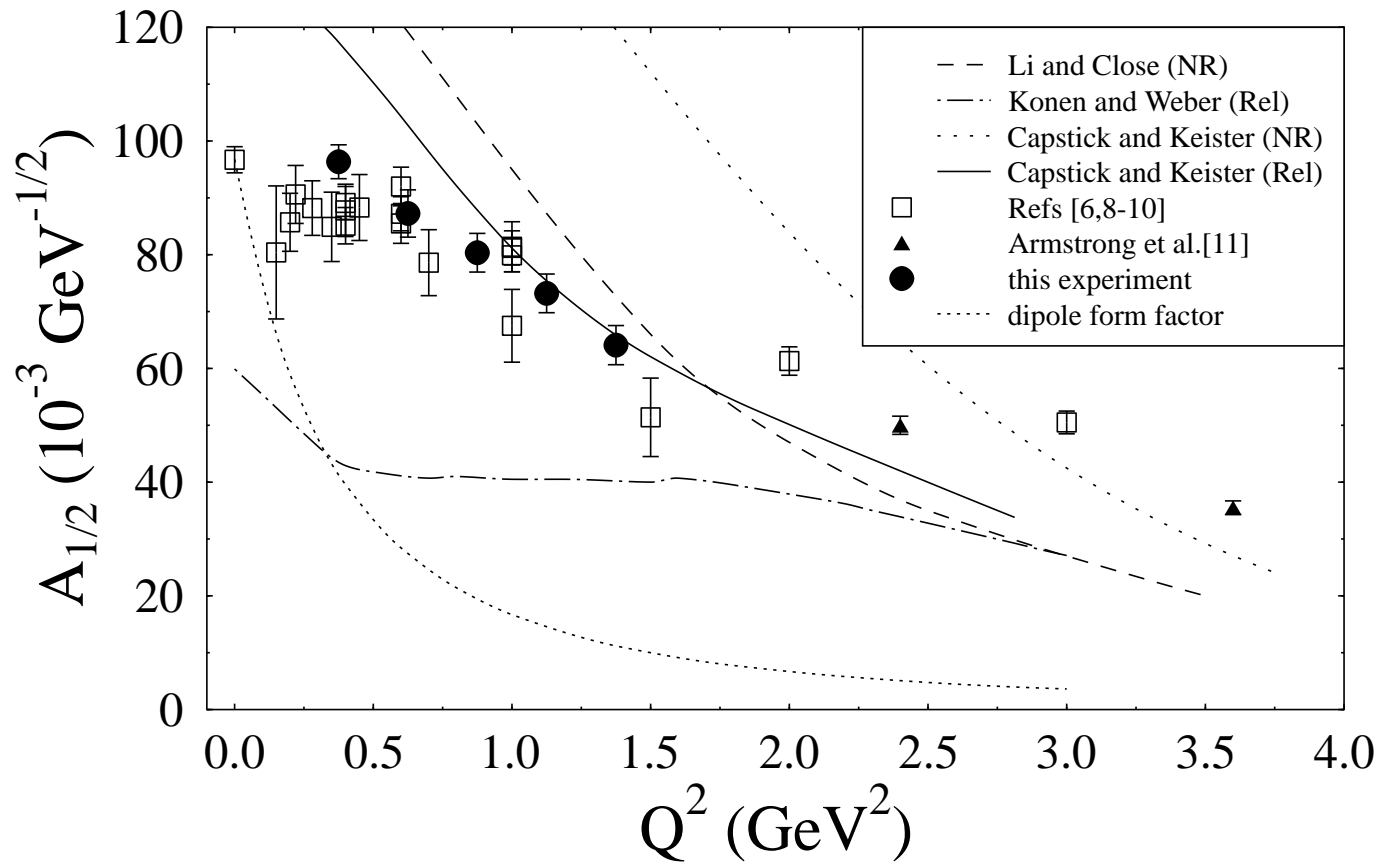 120
100
80
60
40
20
0
A1/2 (10-3 GeV-1/2)
Li and Close (NR)
Konen and Weber (Rel)
Capstick and Keister (NR)
Capstick and Keister (Rel)
Refs [6,8-10]
Armstrong et al.[11]
this experiment
dipole form factor
0.0 0.5 1.0 1.5 2.0 2.5 3.0 3.5 4.0
Q2 (GeV2)